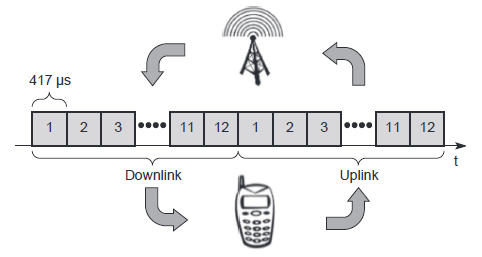 417 µs
1 2 3 •••• 11 12 1 2 3 •••• 11 12
t
Downlink Uplink